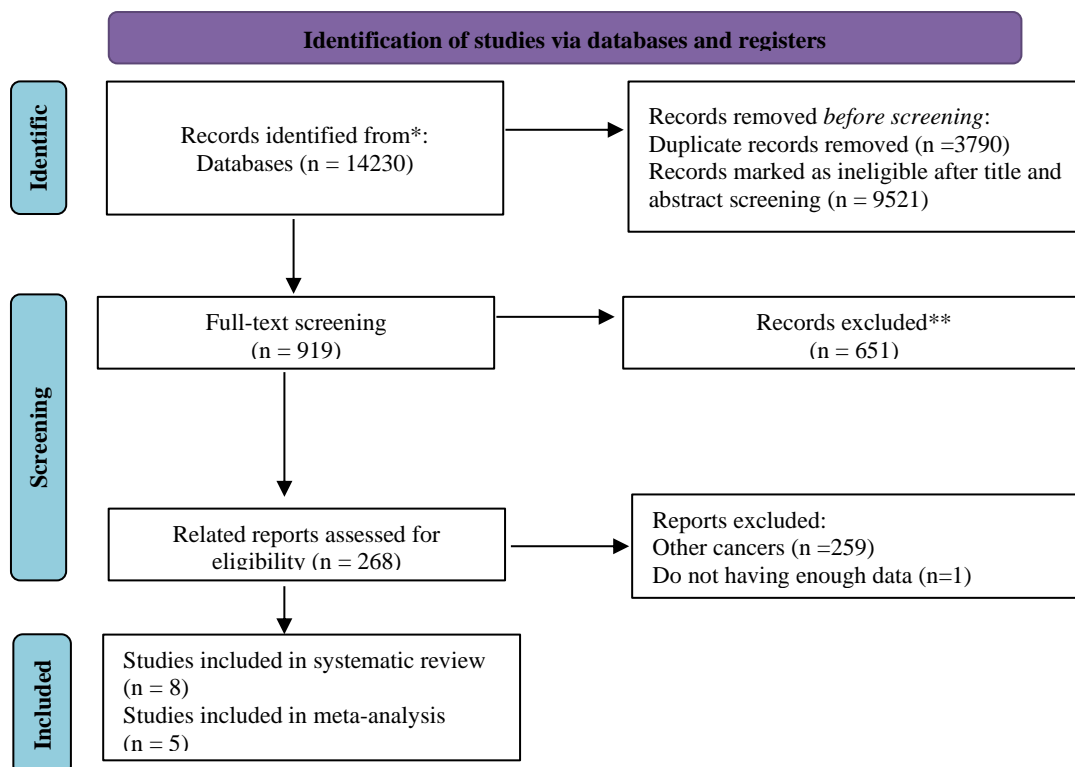 Identification of studies via databases and registers
Identific
Records identified from*:
Databases (n = 14230)
Records removed before screening:
Duplicate records removed (n =3790)
Records marked as ineligible after title and
abstract screening (n = 9521)
Screening
Full-text screening
(n = 919)
Records excluded**
(n = 651)
Related reports assessed for
eligibility (n = 268)
Reports excluded:
Other cancers (n =259)
Do not having enough data (n=1)
Included
Studies included in systematic review
(n = 8)
Studies included in meta-analysis
(n = 5)